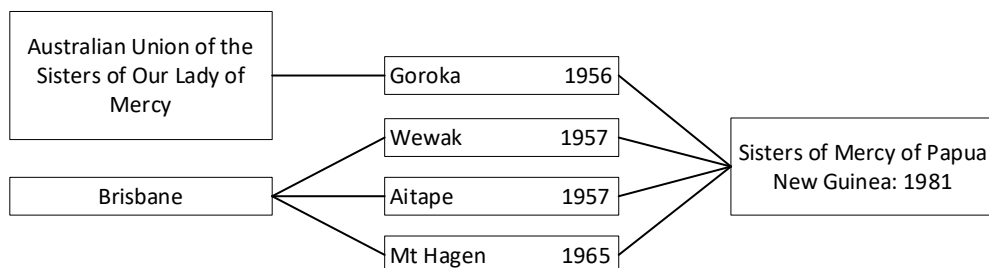 Australian Union of the
Sisters of Our Lady of
Mercy
Brisbane
Goroka 1956
Wewak 1957
Aitape 1957
Mt Hagen 1965
Sisters of Mercy of Papua
New Guinea: 1981